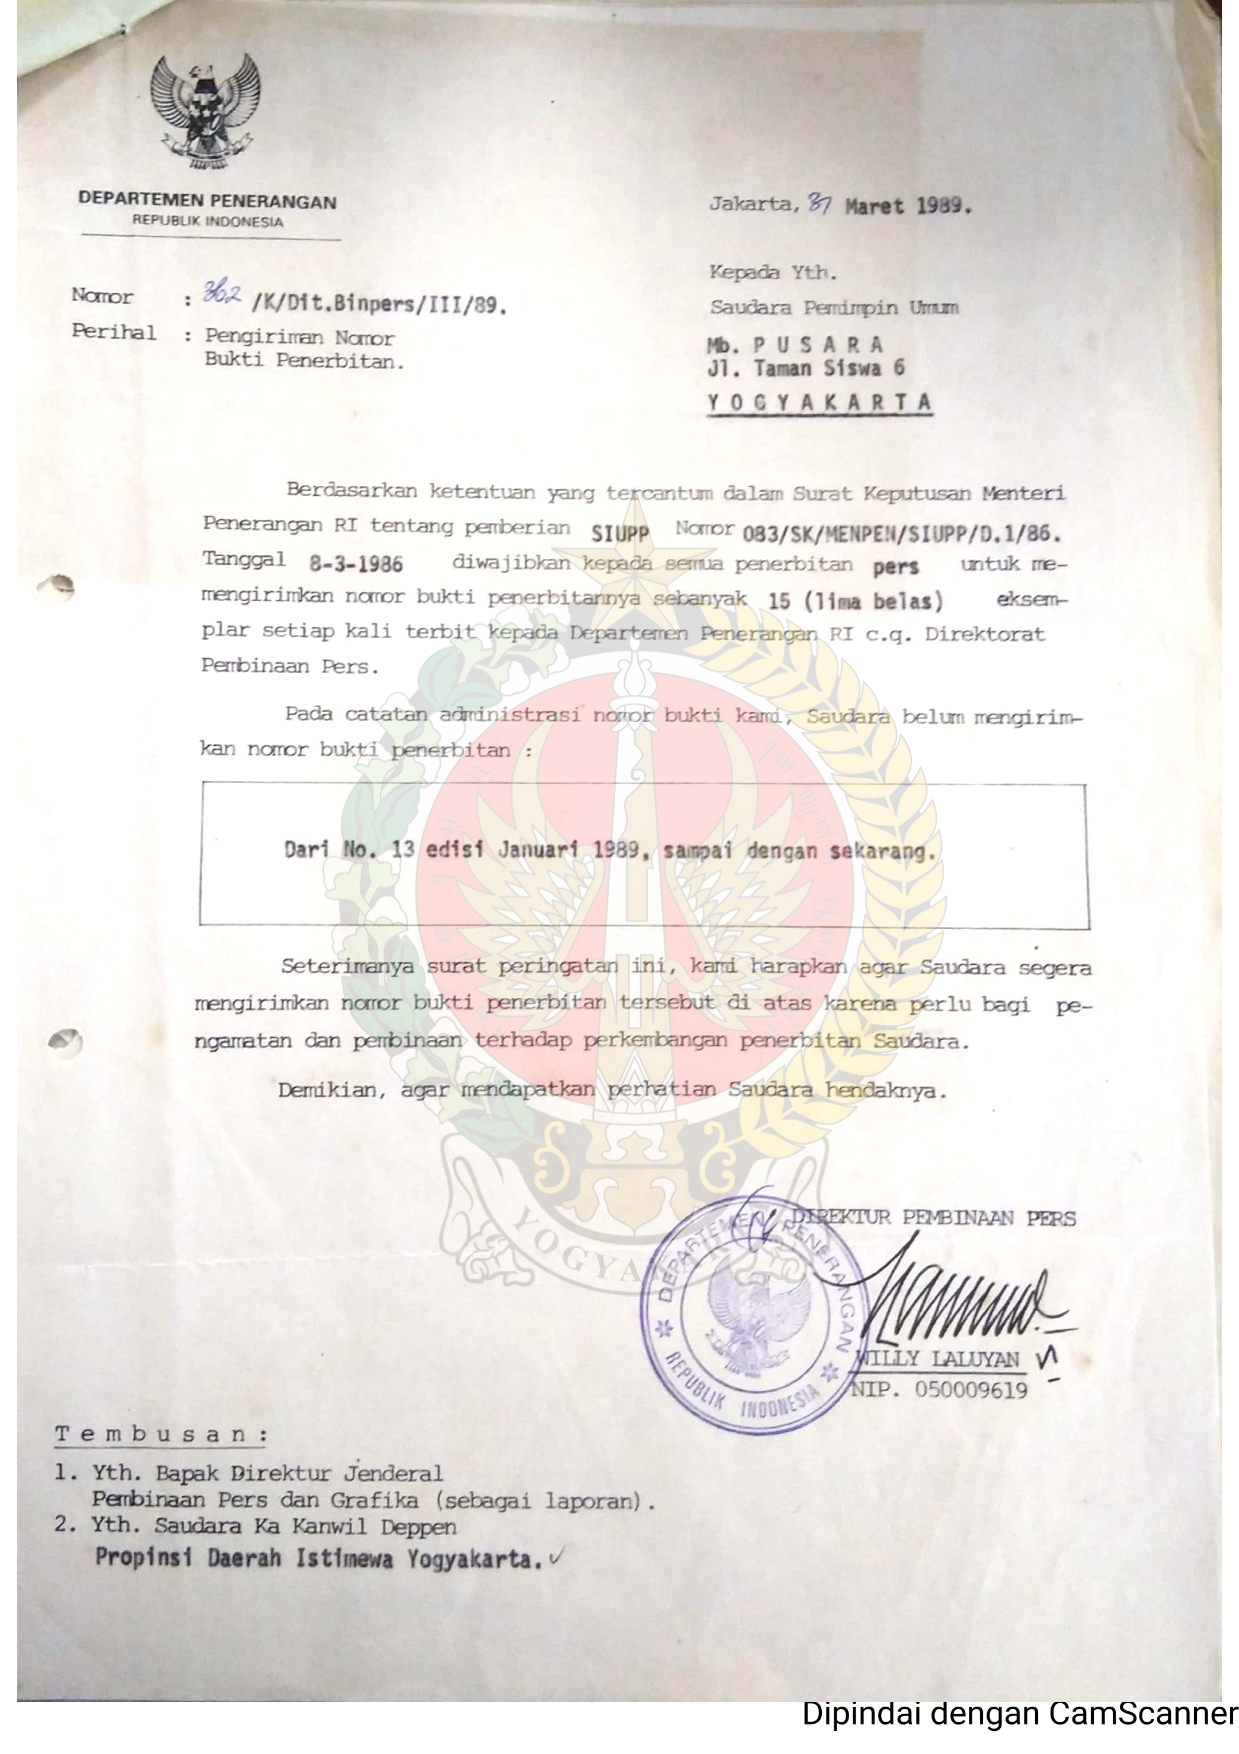 DEPARTEMEN PENERANGAN
REPUBLIK INDONESIA
Jakarta, 31 Maret 1989.
Nomor : 362 /K/Dit.Binpers/III/89.
Perihal : Pengiriman Nomor
Bukti Penerbitan.
Kepada Yth.
Saudara Pemimpin Umum
Mb. P U S A R A
Jl. Taman Siswa 6
Y O G Y A K A R T A
Berdasarkan ketentuan yang tercantum dalam Surat Keputusan Menteri
Penerangan RI tentang pemberian SIUPP Nomor 083/SK/MENPEN/SIUPP/D.1/86.
Tanggal 8-3-1986 diwajibkan kepada semua penerbitan pers untuk me-
mengirimkan nomor bukti penerbitannya sebanyak 15 (lima belas) eksem-
plar setiap kali terbit kepada Departemen Penerangan RI c.q. Direktorat
Pembinaan Pers.
Pada catatan administrasi nomor bukti kami, Saudara belum mengirim-
kan nomor bukti penerbitan :
Dari No. 13 edisi Januari 1989, sampai dengan sekarang.
Seterimanya surat peringatan ini, kami harapkan agar Saudara segera
mengirimkan nomor bukti penerbitan tersebut di atas karena perlu bagi pe-
ngamatan dan pembinaan terhadap perkembangan penerbitan Saudara.
Demikian, agar mendapatkan perhatian Saudara hendaknya.
YOGYA
DIREKTUR PEMBINAAN PERS
DEPARTEMEN PENERANGAN
REPUBLIK INDONESIA
WILLY LALUYAN
NIP. 050009619
T e m b u s a n :
1. Yth. Bapak Direktur Jenderal
Pembinaan Pers dan Grafika (sebagai laporan).
2. Yth. Saudara Ka Kanwil Deppen
Propinsi Daerah Istimewa Yogyakarta.
Dipindai dengan CamScanner